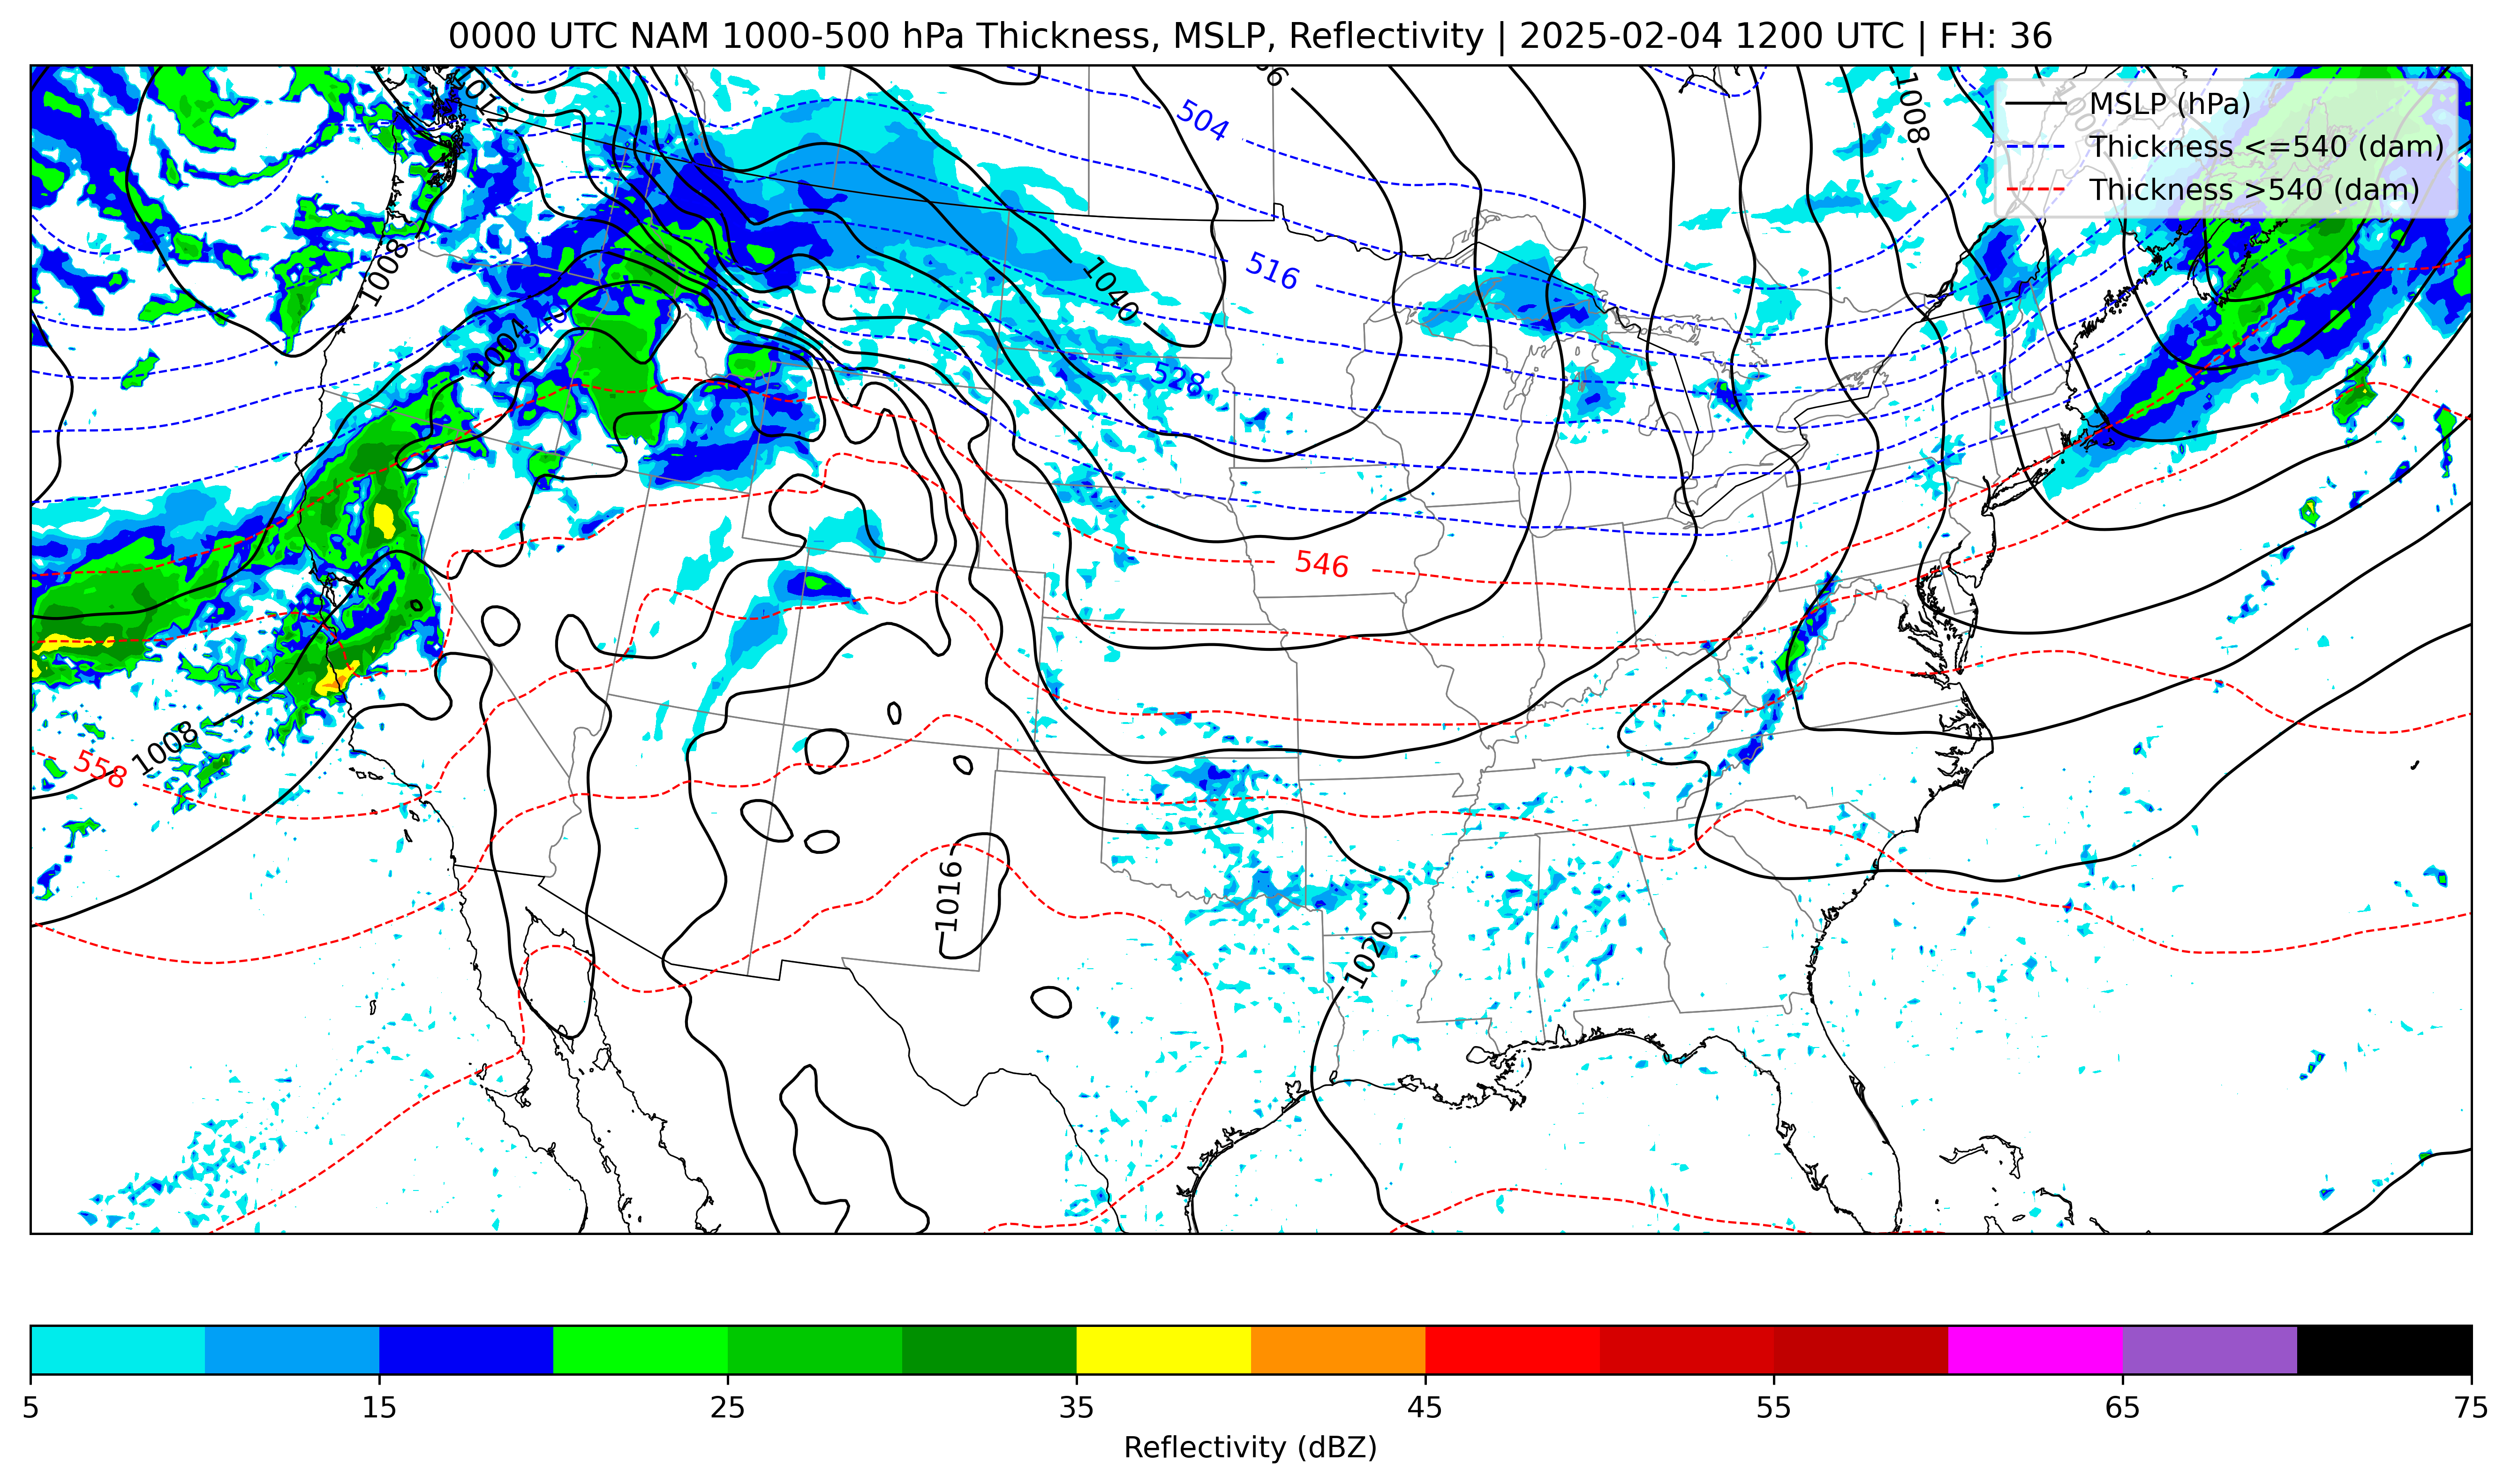 0000 UTC NAM 1000-500 hPa Thickness, MSLP, Reflectivity | 2025-02-04 1200 UTC | FH: 36
MSLP (hPa)
Thickness <=540 (dam)
Thickness >540 (dam)
1012
504
1008
1008
516
1040
1004
540
528
546
1008
558
1016
1020
5 15 25 35 45 55 65 75
Reflectivity (dBZ)